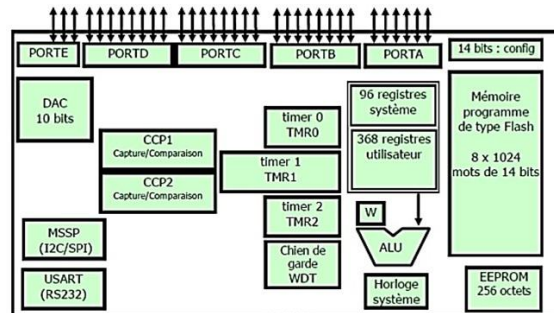 PORTE
PORTD
PORTC
PORTB
PORTA
14 bits : config
DAC
10 bits
CCP1
Capture/Comparaison
CCP2
Capture/Comparaison
MSSP
(I2C/SPI)
USART
(RS232)
timer 0
TMR0
timer 1
TMR1
timer 2
TMR2
Chien de
garde
WDT
96 registres
système
368 registres
utilisateur
W
ALU
Horloge
système
Mémoire
programme
de type Flash
8 x 1024
mots de 14 bits
EEPROM
256 octets